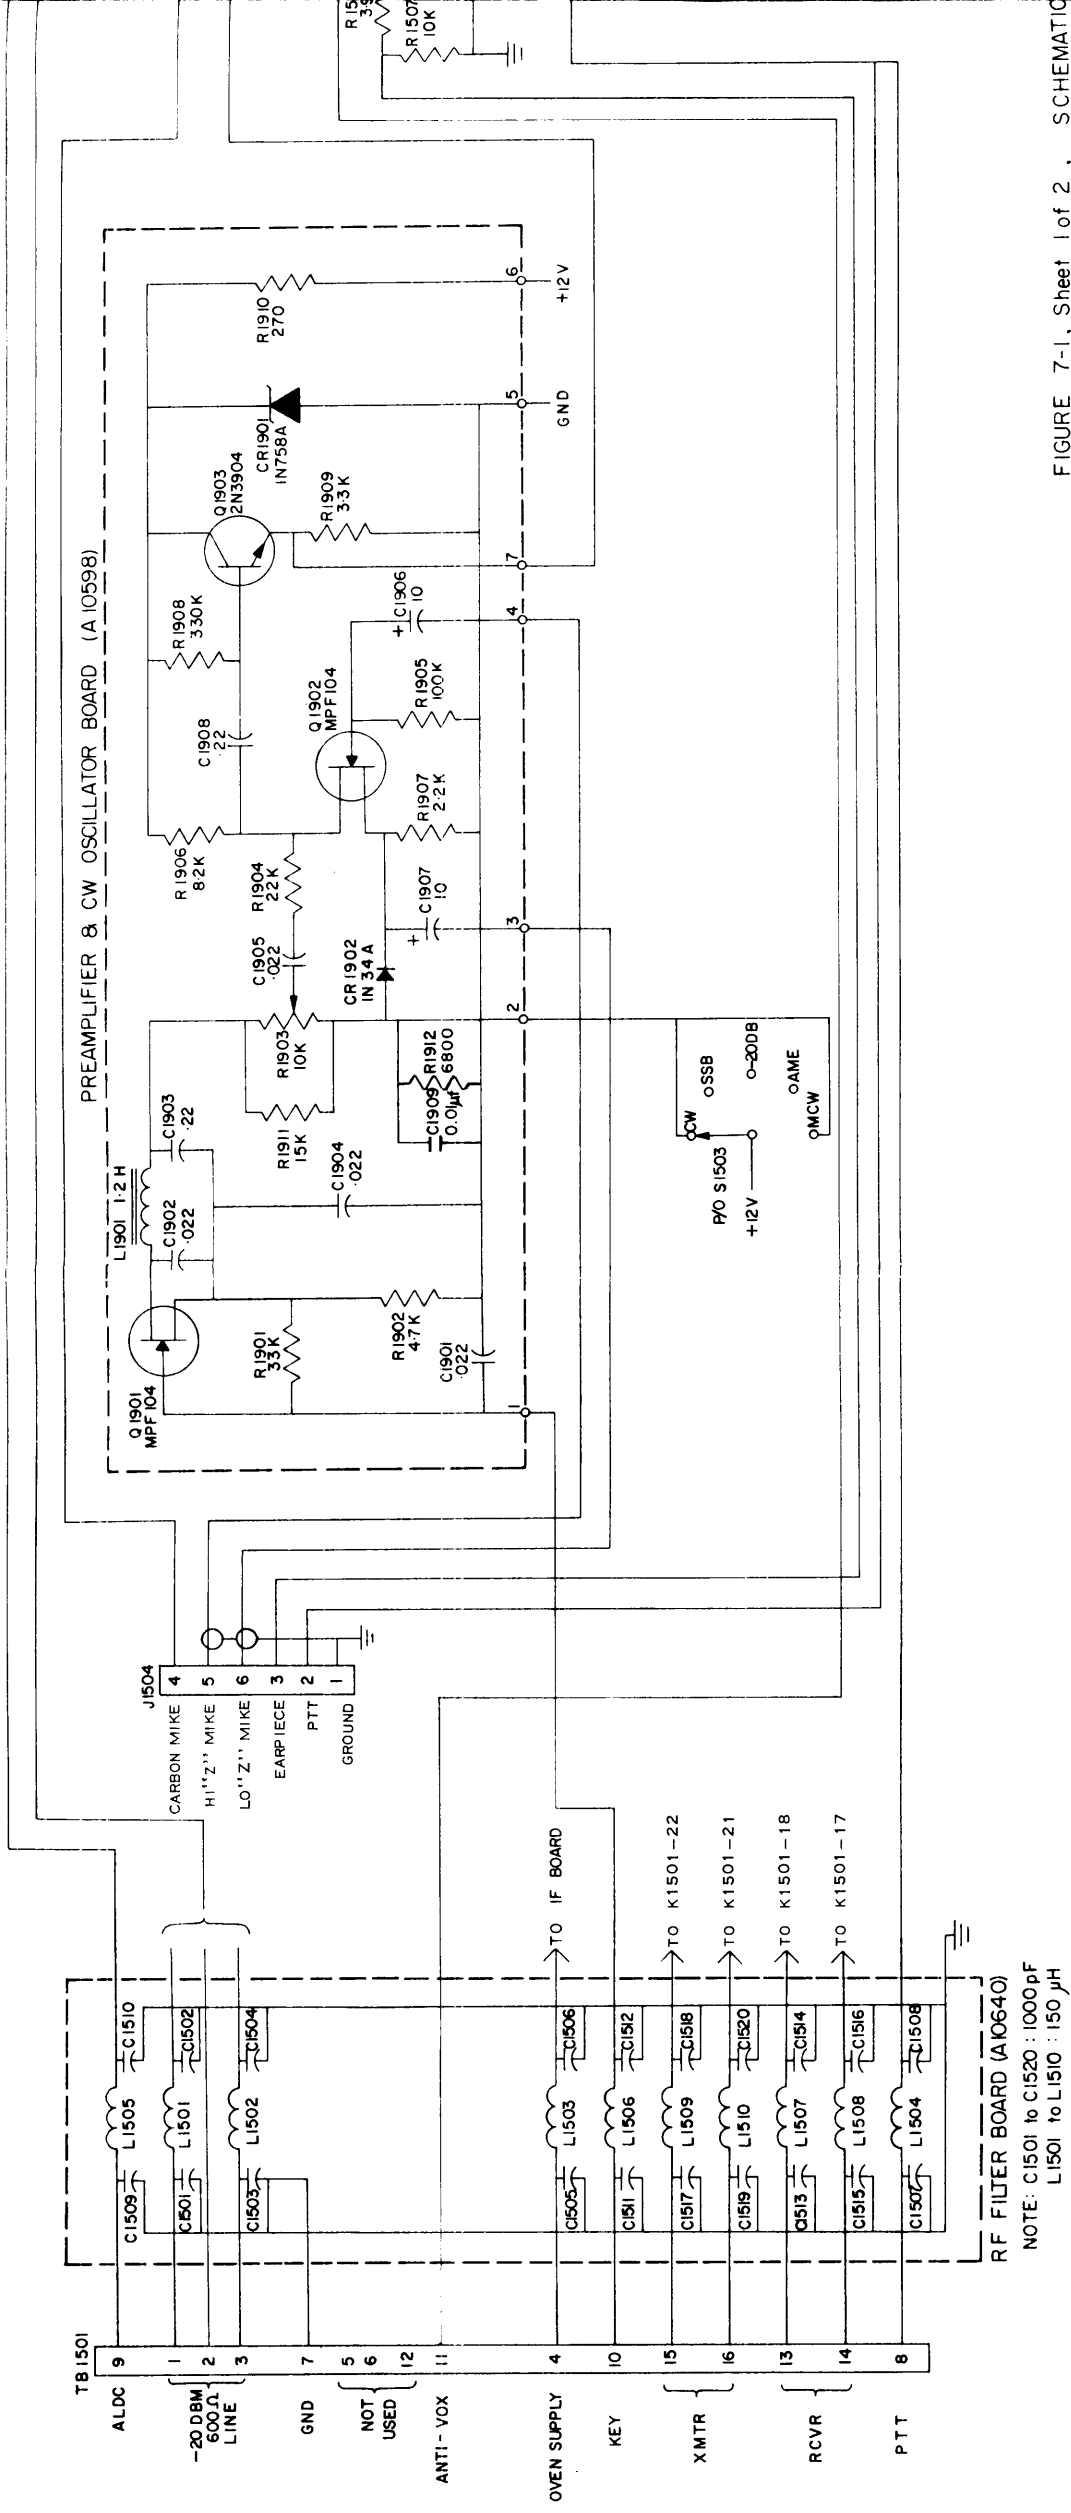 PREAMPLIFIER & CW OSCILLATOR BOARD (A10598)
Q1901
MPF104
L1901 1·2H
C1902
·022
C1903
·22
R1901
33K
R1902
4·7K
C1901
·022
C1904
·022
R1911
15K
R1903
10K
C1905
·022
R1904
22K
R1906
8·2K
C1908
·22
R1908
330K
Q1903
2N3904
CR1901
1N758A
R1910
270
R1909
3·3K
Q1902
MPF104
C1906
+
10
R1905
100K
R1907
2·2K
C1907
+
10
CR1902
1N34A
C1909
0.01µf
R1912
6800
1
2
3
4
7
5
6
GND
+12V
P/O S1503
+12V
CW
SSB
-20DB
AME
MCW
R1507
10K
J1504
CARBON MIKE 4
HI"Z" MIKE 5
LO"Z" MIKE 6
EARPIECE 3
PTT 2
GROUND 1
TB1501
ALDC 9
-20DBM
600Ω
LINE
1
2
3
GND 7
NOT
USED
5
6
12
ANTI-VOX 11
OVEN SUPPLY 4
KEY 10
XMTR
15
16
RCVR
13
14
PTT 8
C1509 L1505 C1510
C1501 L1501 C1502
C1503 L1502 C1504
C1505 L1503 C1506
C1511 L1506 C1512
C1517 L1509 C1518
C1519 L1510 C1520
C1513 L1507 C1514
C1515 L1508 C1516
C1507 L1504 C1508
TO IF BOARD
TO K1501-22
TO K1501-21
TO K1501-18
TO K1501-17
RF FILTER BOARD (A10640)
NOTE: C1501 to C1520 : 1000pF
L1501 to L1510 : 150µH
FIGURE 7-1, Sheet 1 of 2 , SCHEMATIC